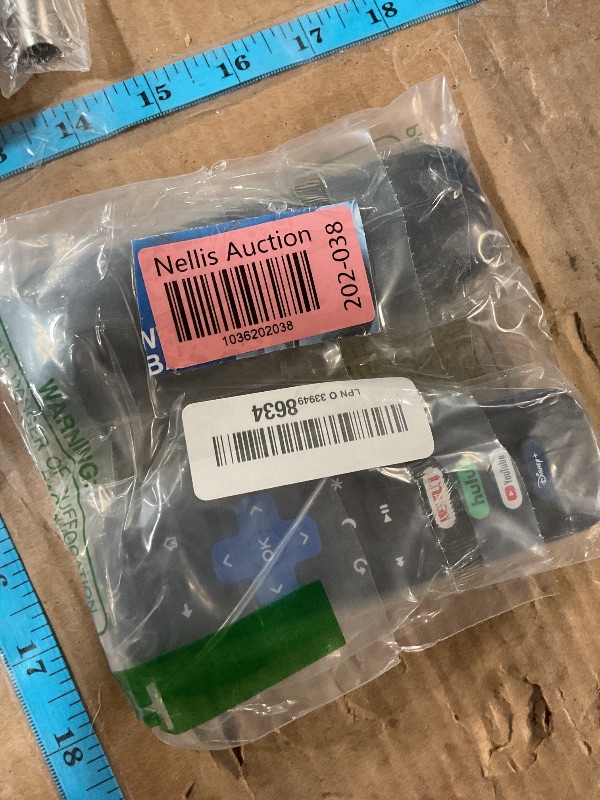 14 15 16 17 18
Nellis Auction
202-038
1036202038
LPN O 33949 8634
WARNING:
OK
NETFLIX
hulu
YouTube
Disney+
17
18